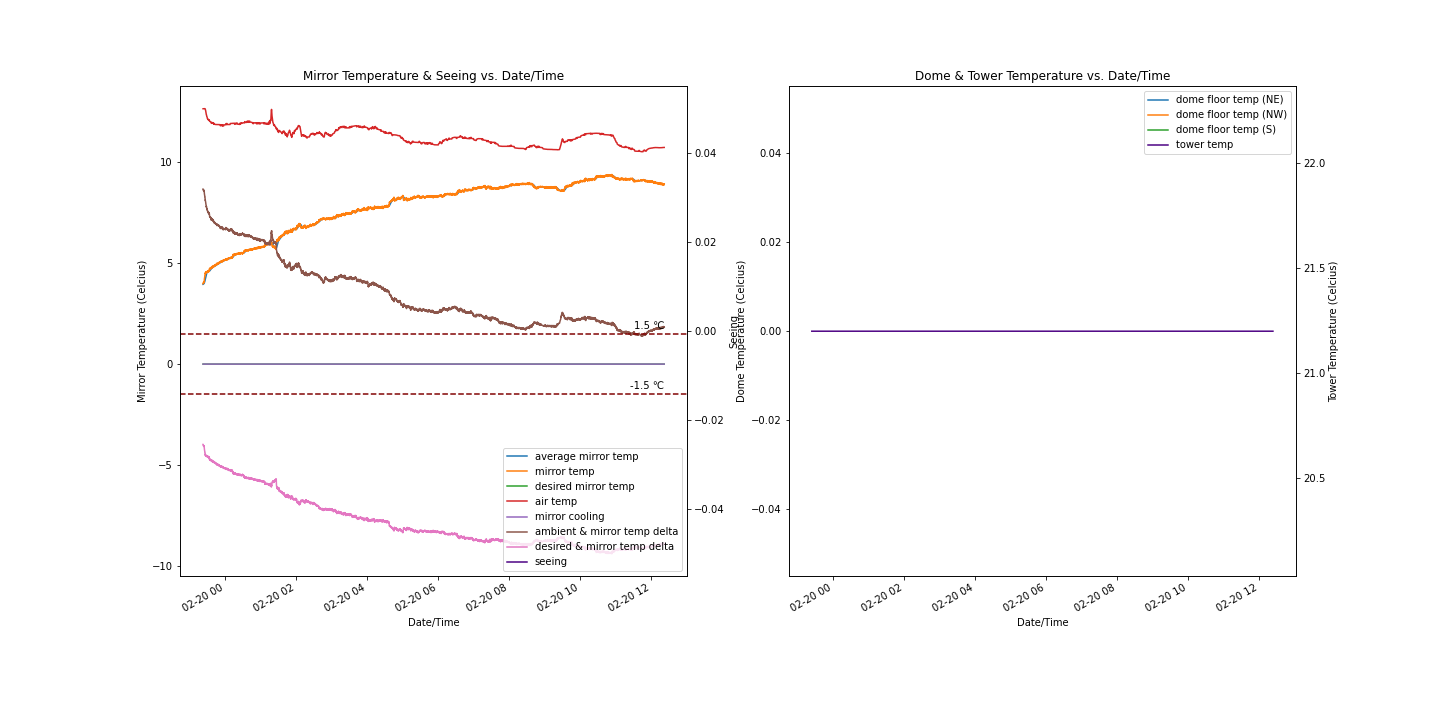 Mirror Temperature & Seeing vs. Date/Time
Mirror Temperature (Celcius)
10
5
0
−5
−10
1.5 °C
-1.5 °C
0.04
0.02
0.00
−0.02
−0.04
Seeing
average mirror temp
mirror temp
desired mirror temp
air temp
mirror cooling
ambient & mirror temp delta
desired & mirror temp delta
seeing
02-20 00
02-20 02
02-20 04
02-20 06
02-20 08
02-20 10
02-20 12
Date/Time
Dome & Tower Temperature vs. Date/Time
Dome Temperature (Celcius)
0.04
0.02
0.00
−0.02
−0.04
dome floor temp (NE)
dome floor temp (NW)
dome floor temp (S)
tower temp
22.0
21.5
21.0
20.5
Tower Temperature (Celcius)
02-20 00
02-20 02
02-20 04
02-20 06
02-20 08
02-20 10
02-20 12
Date/Time